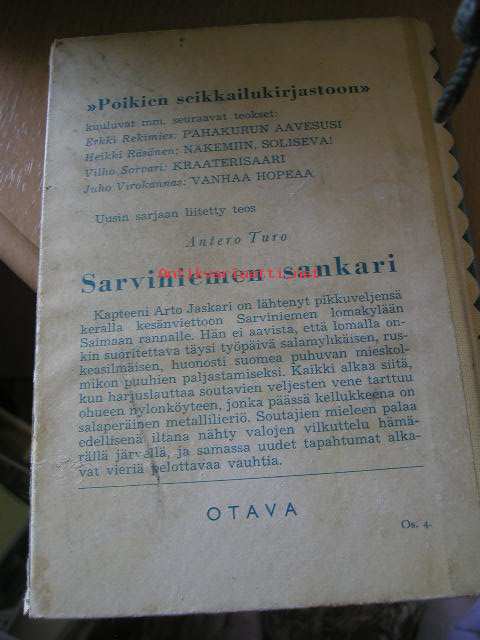 »Poikien seikkailukirjastoon»
kuuluvat mm. seuraavat teokset:
Erkki Rekimies: PAHAKURUN AAVESUSI
Heikki Räsänen: NÄKEMIIN, SOLISEVA!
Vilho Sorvari: KRAATERISAARI
Juho Virokannas: VANHAA HOPEAA
Uusin sarjaan liitetty teos
Antero Turo
Sarviniemen sankari
Kapteeni Arto Jaskari on lähtenyt pikkuveljensä
keralla kesänviettoon Sarviniemen lomakylään
Saimaan rannalle. Hän ei aavista, että lomalla on-
kin suoritettava täysi työpäivä salamyhkäisen, rus-
keasilmäisen, huonosti suomea puhuvan mieskol-
mikon puuhien paljastamiseksi. Kaikki alkaa siitä,
kun harjuslauttaa soutavien veljesten vene tarttuu
ohueen nylonköyteen, jonka päässä kellukkeena on
salaperäinen metallilieriö. Soutajien mieleen palaa
edellisenä iltana nähty valojen vilkuttelu hämä-
rällä järvellä, ja samassa uudet tapahtumat alka-
vat vieriä pelottavaa vauhtia.
OTAVA
Os. 4.